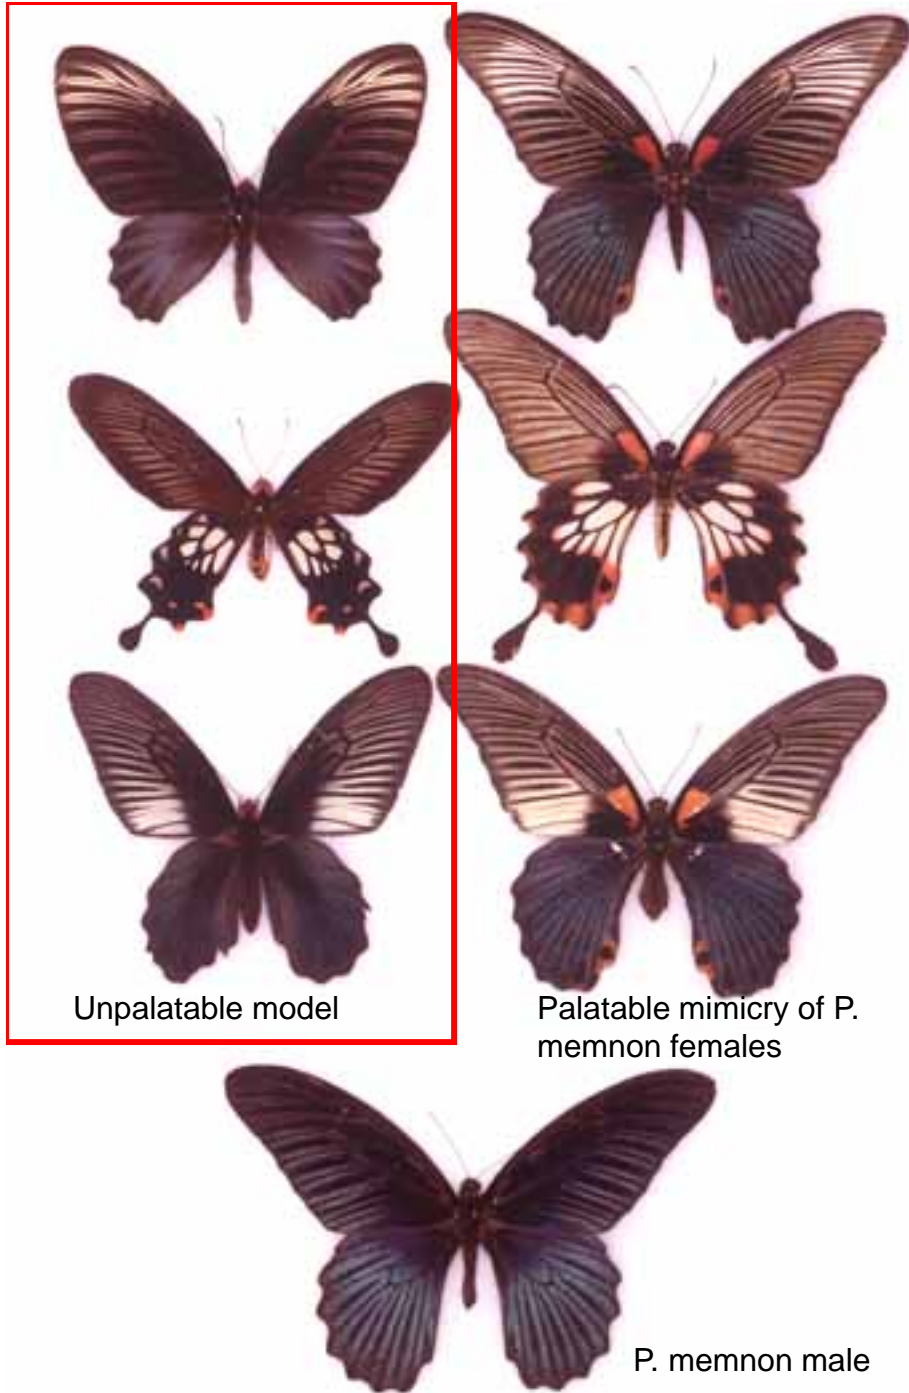 Unpalatable model
Palatable mimicry of P.
memnon females
P. memnon male